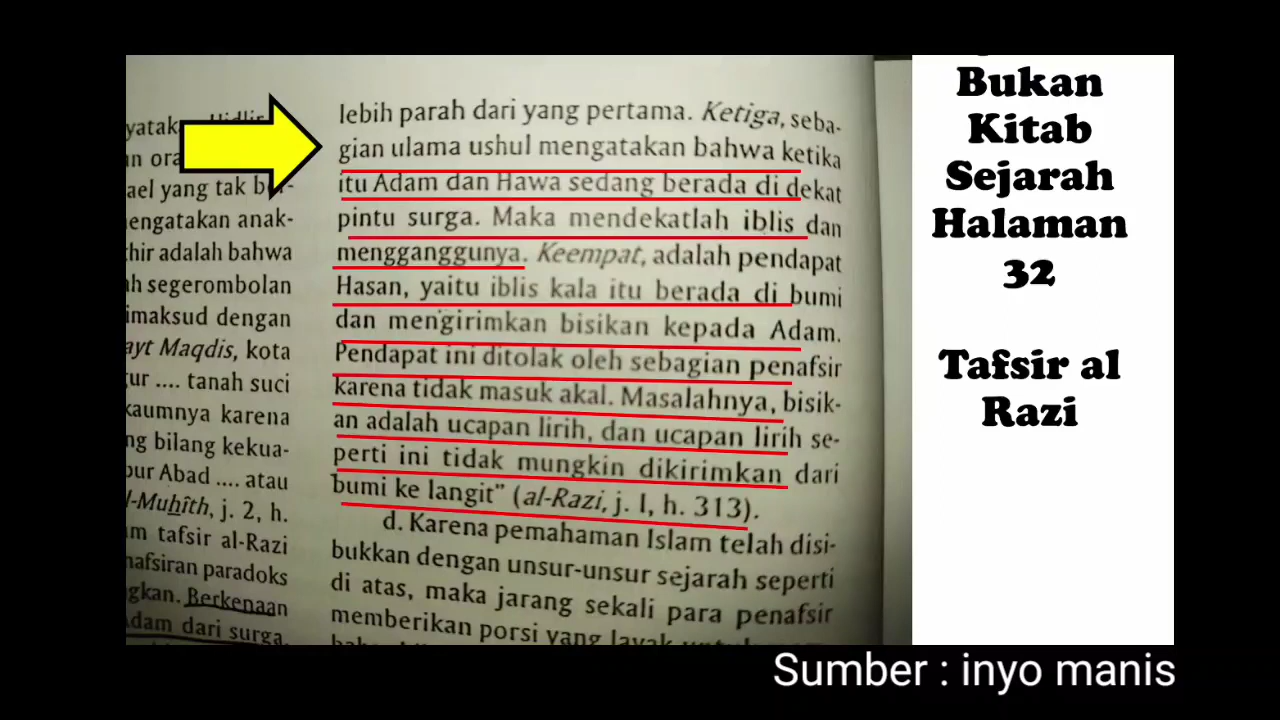 yatak
n ora
ael yang tak ber-
engatakan anak-
hir adalah bahwa
h segerombolan
imaksud dengan
ayt Maqdis, kota
ur .... tanah suci
kaumnya karena
ng bilang kekua-
pur Abad .... atau
l-Muhîth, j. 2, h.
m tafsir al-Razi
nafsiran paradoks
gkan. Berkenaan
Adam dari surga,
lebih parah dari yang pertama. Ketiga, seba-
gian ulama ushul mengatakan bahwa ketika
itu Adam dan Hawa sedang berada di dekat
pintu surga. Maka mendekatlah iblis dan
mengganggunya. Keempat, adalah pendapat
Hasan, yaitu iblis kala itu berada di bumi
dan mengirimkan bisikan kepada Adam.
Pendapat ini ditolak oleh sebagian penafsir
karena tidak masuk akal. Masalahnya, bisik-
an adalah ucapan lirih, dan ucapan lirih se-
perti ini tidak mungkin dikirimkan dari
bumi ke langit" (al-Razi, j. I, h. 313).
d. Karena pemahaman Islam telah disi-
bukkan dengan unsur-unsur sejarah seperti
di atas, maka jarang sekali para penafsir
memberikan porsi yang layak
Bukan
Kitab
Sejarah
Halaman
32
Tafsir al
Razi
Sumber : inyo manis